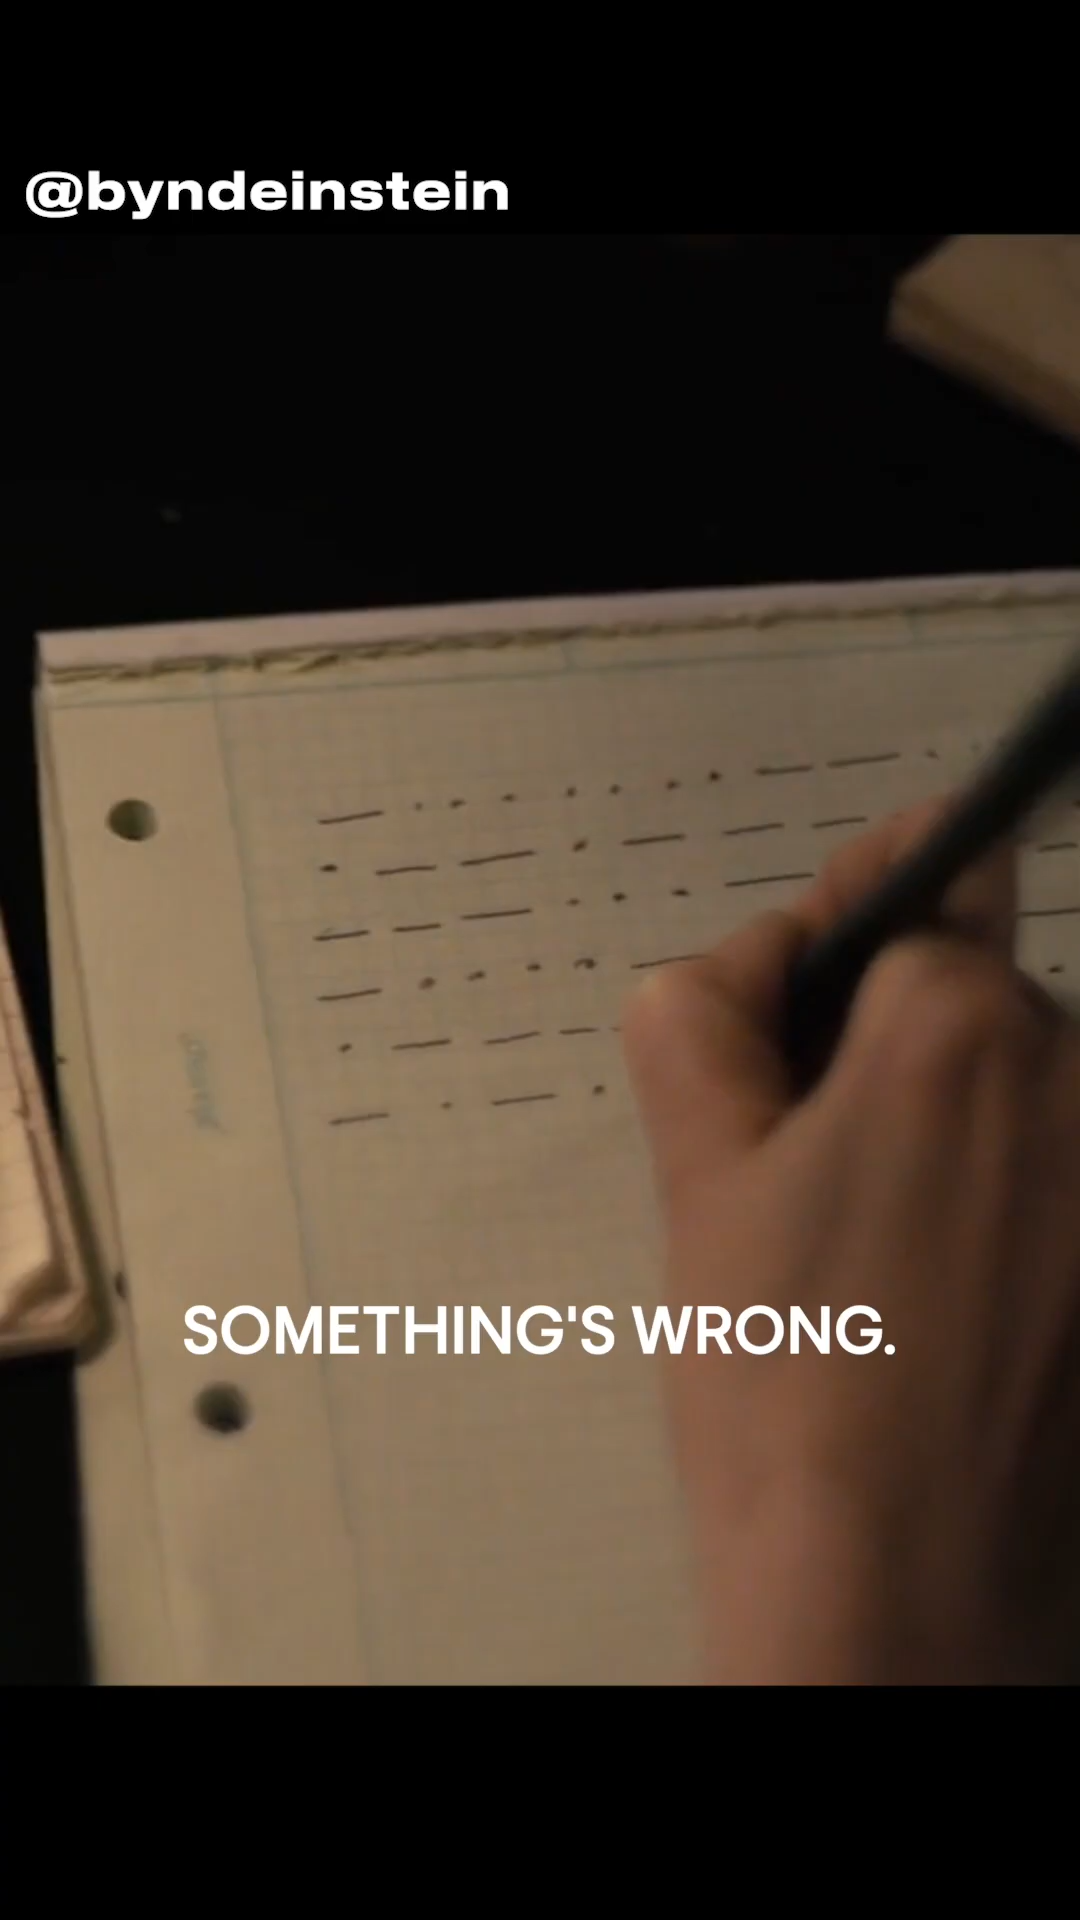 @byndeinstein
— · · · · · · · — — ·
· — — · — — —
— — — · · · —
— · · · · —
· — — —
— · — ·
SOMETHING'S WRONG.